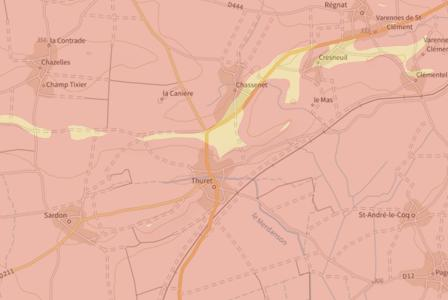 D444
Régnat
Varennes de St
Clément
la Contrade
Chazelles
Cresneuil
Varenne
Clémentel
Champ Tixier
la Canière
Chassenet
le Mas
Thuret
Sardon
St-André-le-Coq
le Merdanson
D211
D12
Pag